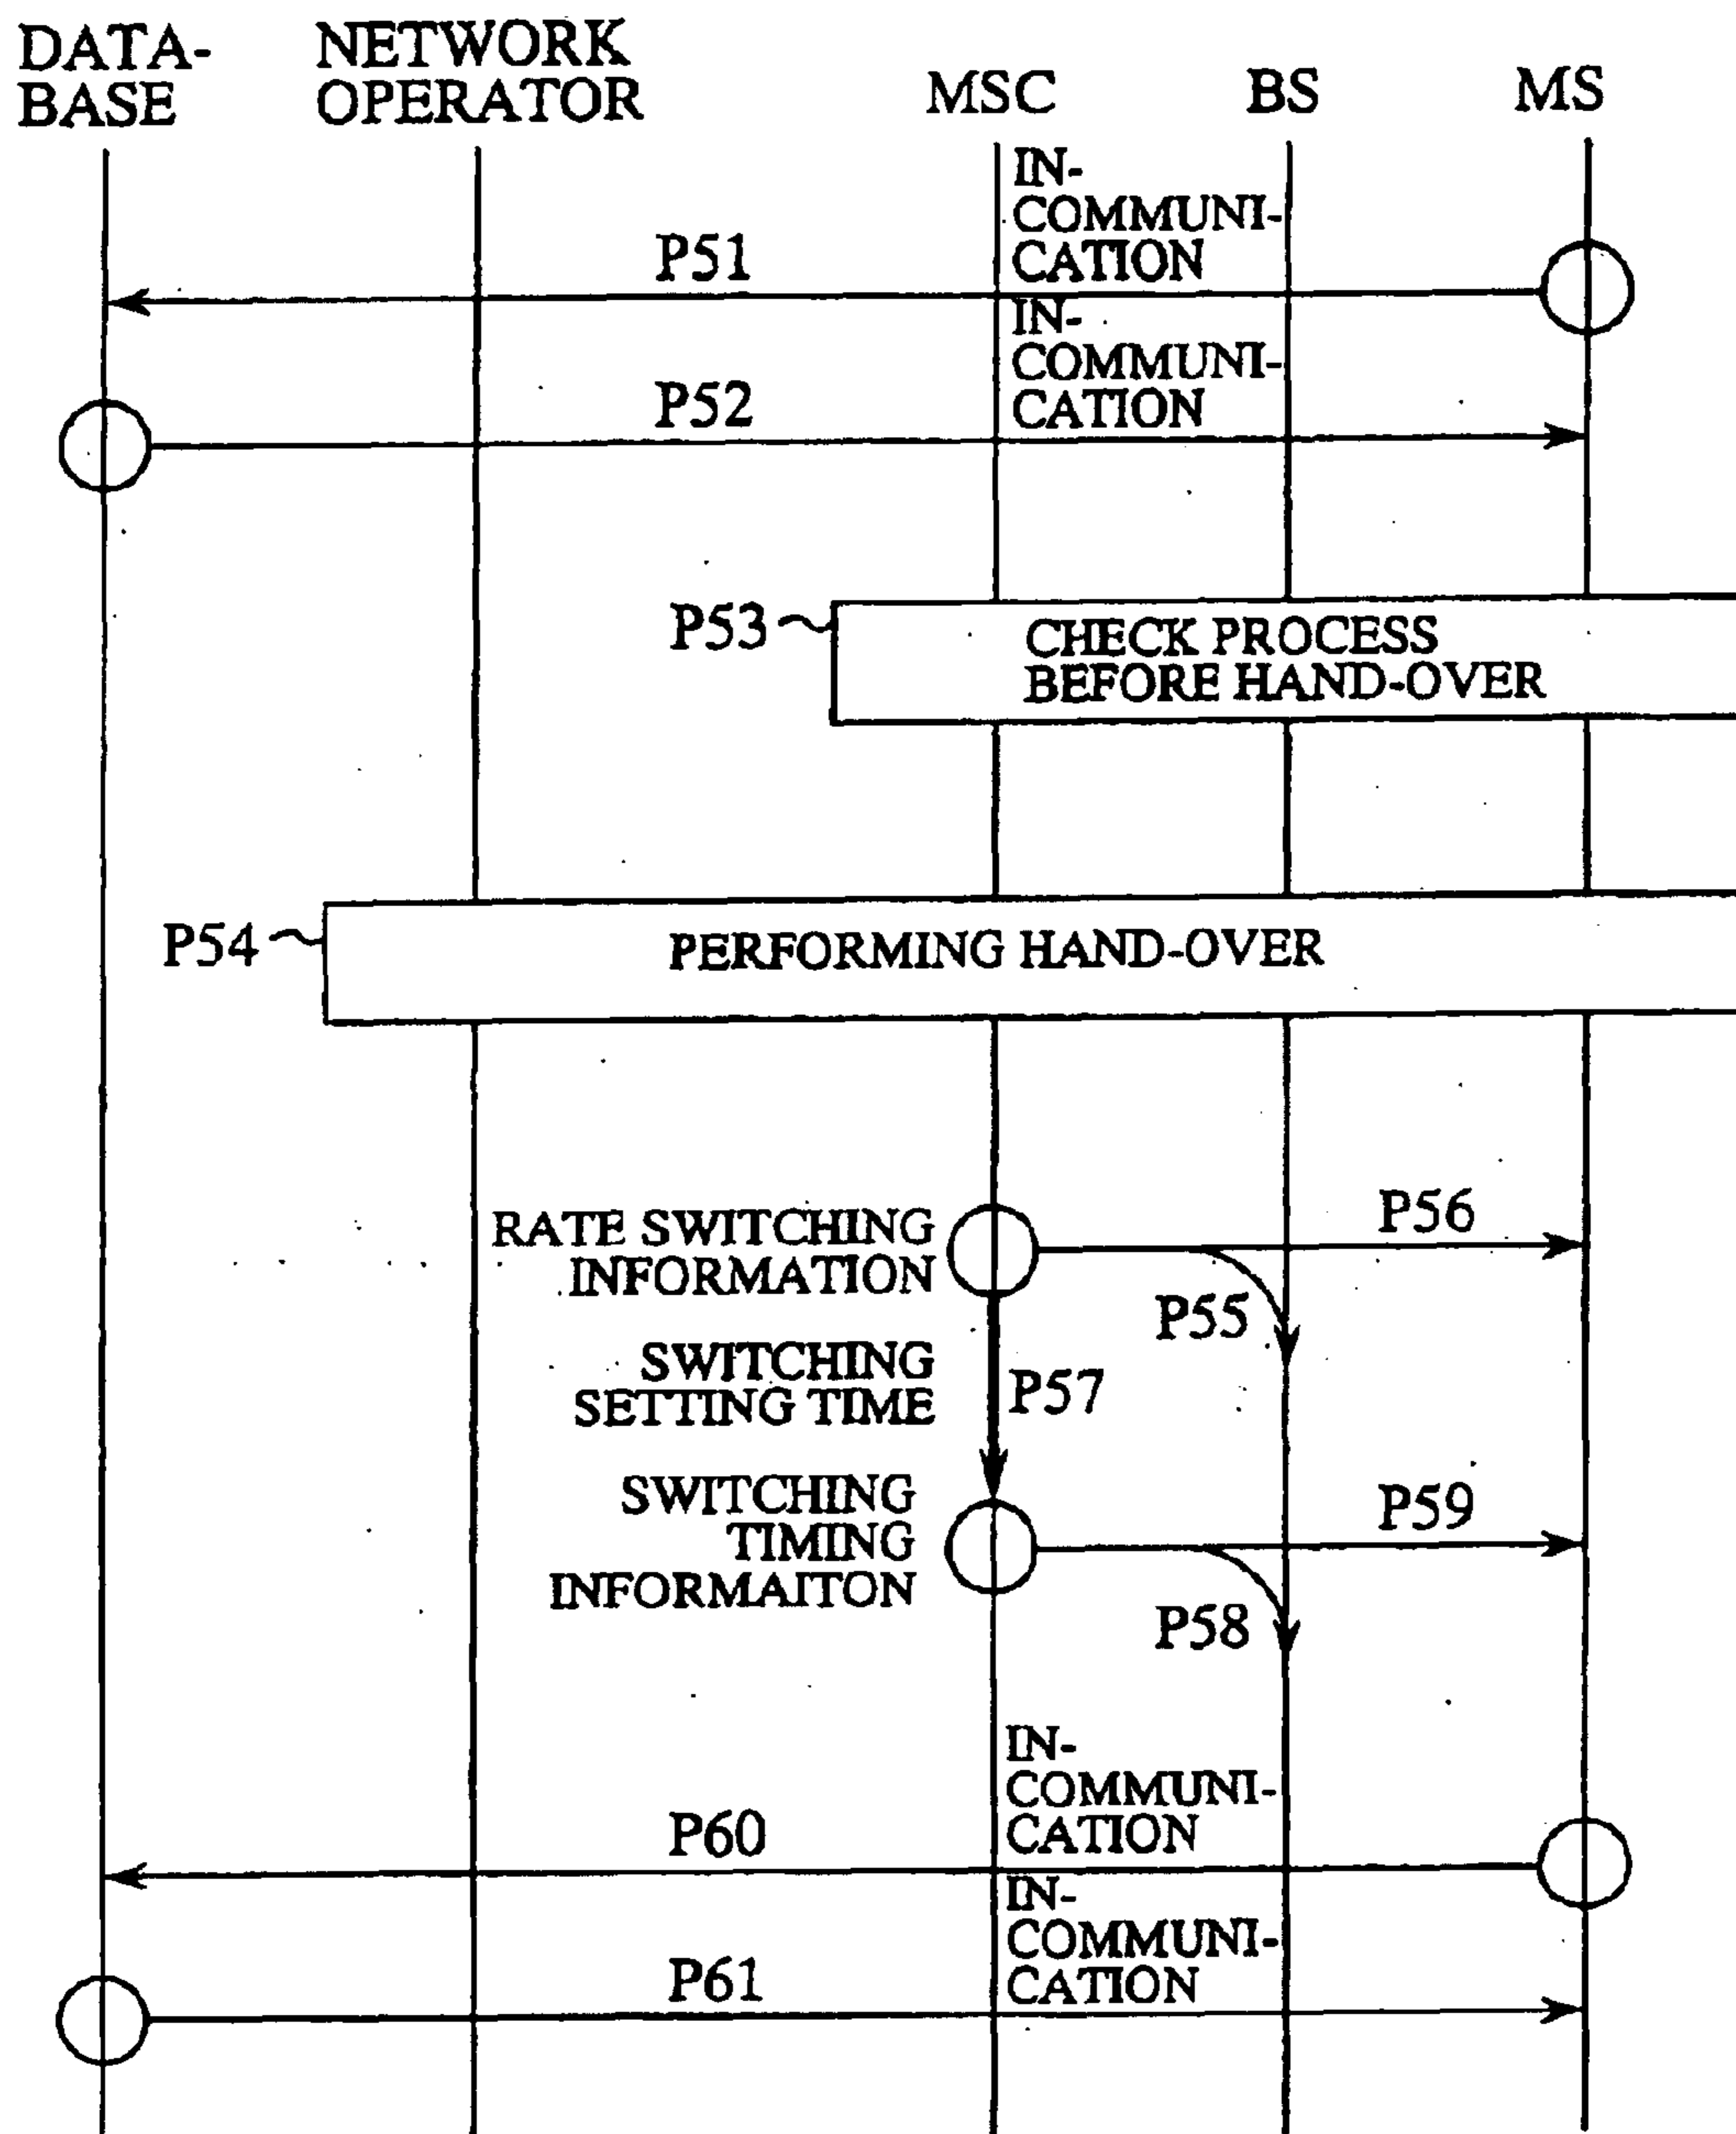 DATA-
BASE
NETWORK
OPERATOR
MSC
BS
MS
IN-
COMMUNI-
CATION
P51
IN-
COMMUNI-
CATION
P52
P53
CHECK PROCESS
BEFORE HAND-OVER
P54
PERFORMING HAND-OVER
RATE SWITCHING
INFORMATION
P56
P55
SWITCHING
SETTING TIME
P57
SWITCHING
TIMING
INFORMAITON
P59
P58
IN-
COMMUNI-
CATION
P60
IN-
COMMUNI-
CATION
P61